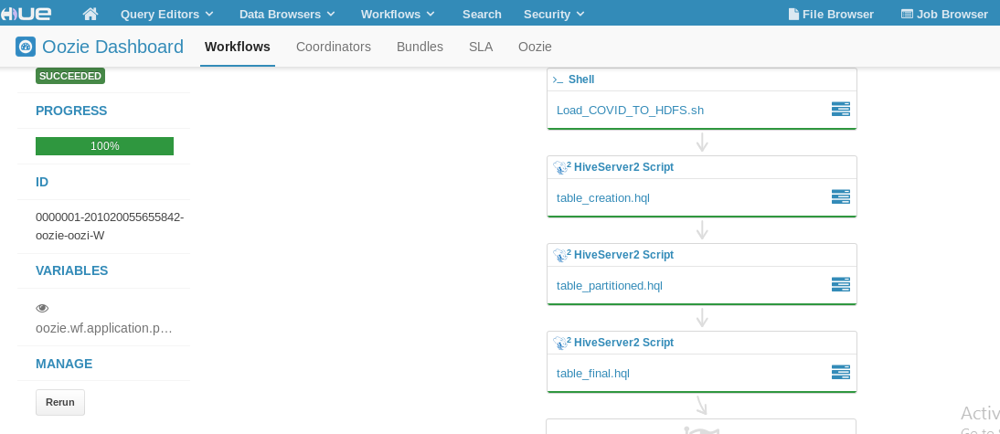 HUE Query Editors Data Browsers Workflows Search Security File Browser Job Browser
Oozie Dashboard Workflows Coordinators Bundles SLA Oozie
SUCCEEDED
PROGRESS
100%
ID
0000001-201020055655842-
oozie-oozi-W
VARIABLES
oozie.wf.application.p…
MANAGE
Rerun
Shell
Load_COVID_TO_HDFS.sh
2 HiveServer2 Script
table_creation.hql
2 HiveServer2 Script
table_partitioned.hql
2 HiveServer2 Script
table_final.hql
Activ